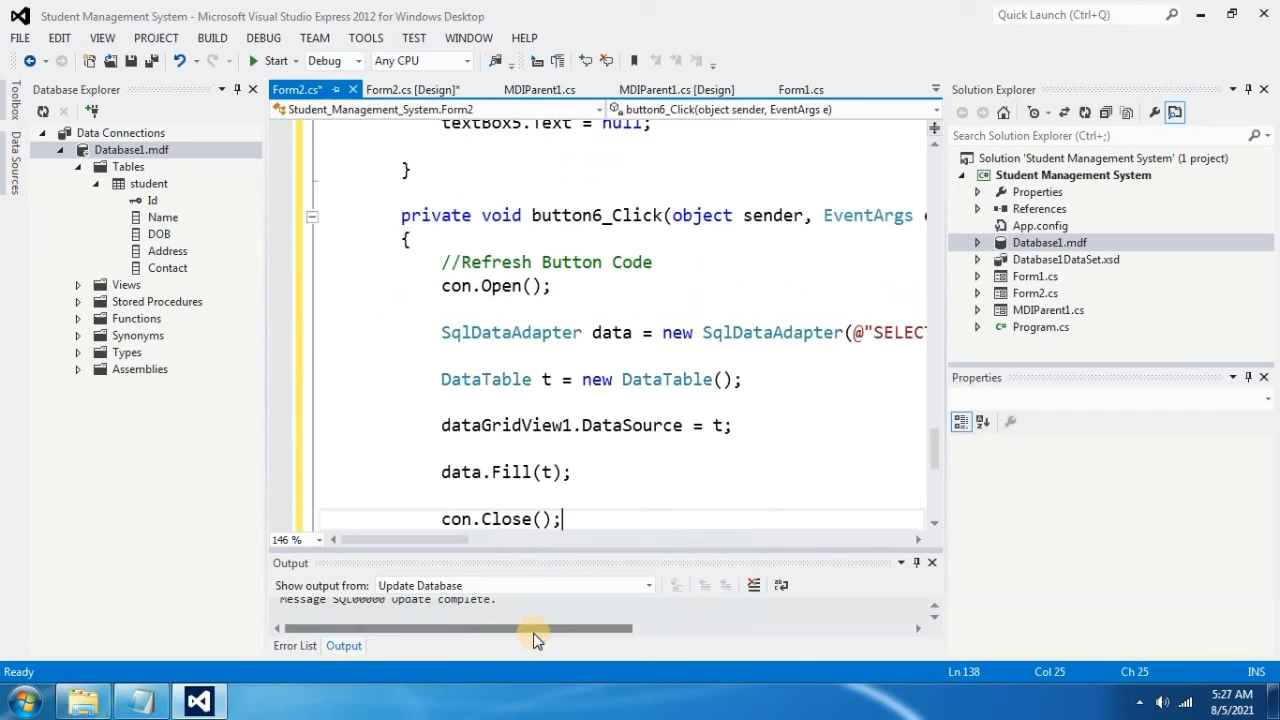 Student Management System - Microsoft Visual Studio Express 2012 for Windows Desktop
Quick Launch (Ctrl+Q)
FILE EDIT VIEW PROJECT BUILD DEBUG TEAM TOOLS TEST WINDOW HELP
Start Debug Any CPU
Toolbox
Data Sources
Database Explorer
Data Connections
Database1.mdf
Tables
student
Id
Name
DOB
Address
Contact
Views
Stored Procedures
Functions
Synonyms
Types
Assemblies
Form2.cs* Form2.cs [Design]* MDIParent1.cs MDIParent1.cs [Design] Form1.cs
Student_Management_System.Form2 button6_Click(object sender, EventArgs e)
textBox5.Text = null;
}
private void button6_Click(object sender, EventArgs e
{
//Refresh Button Code
con.Open();
SqlDataAdapter data = new SqlDataAdapter(@"SELECT
DataTable t = new DataTable();
dataGridView1.DataSource = t;
data.Fill(t);
con.Close();
146 %
Output
Show output from: Update Database
Message SQL00000 Update complete.
Error List Output
Solution Explorer
Search Solution Explorer (Ctrl+;)
Solution 'Student Management System' (1 project)
Student Management System
Properties
References
App.config
Database1.mdf
Database1DataSet.xsd
Form1.cs
Form2.cs
MDIParent1.cs
Program.cs
Properties
Ready Ln 138 Col 25 Ch 25 INS
5:27 AM
8/5/2021